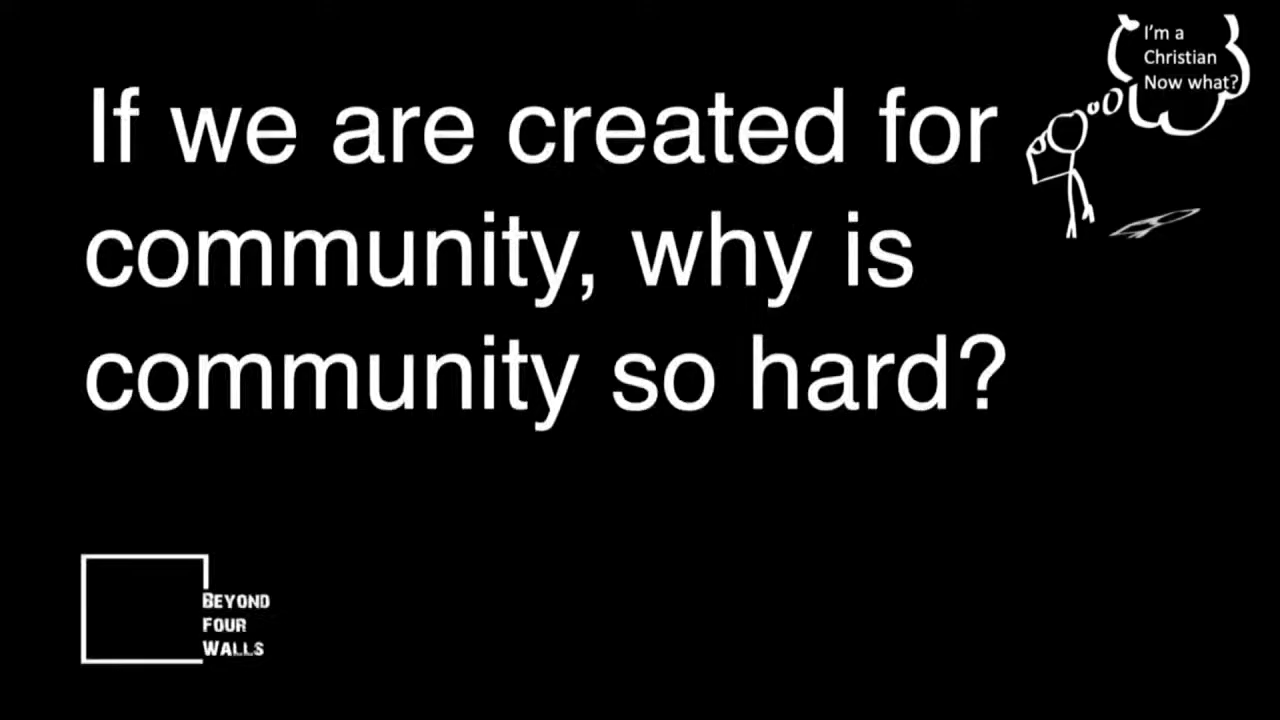 If we are created for
community, why is
community so hard?
I'm a
Christian
Now what?
BEYOND
FOUR
WALLS